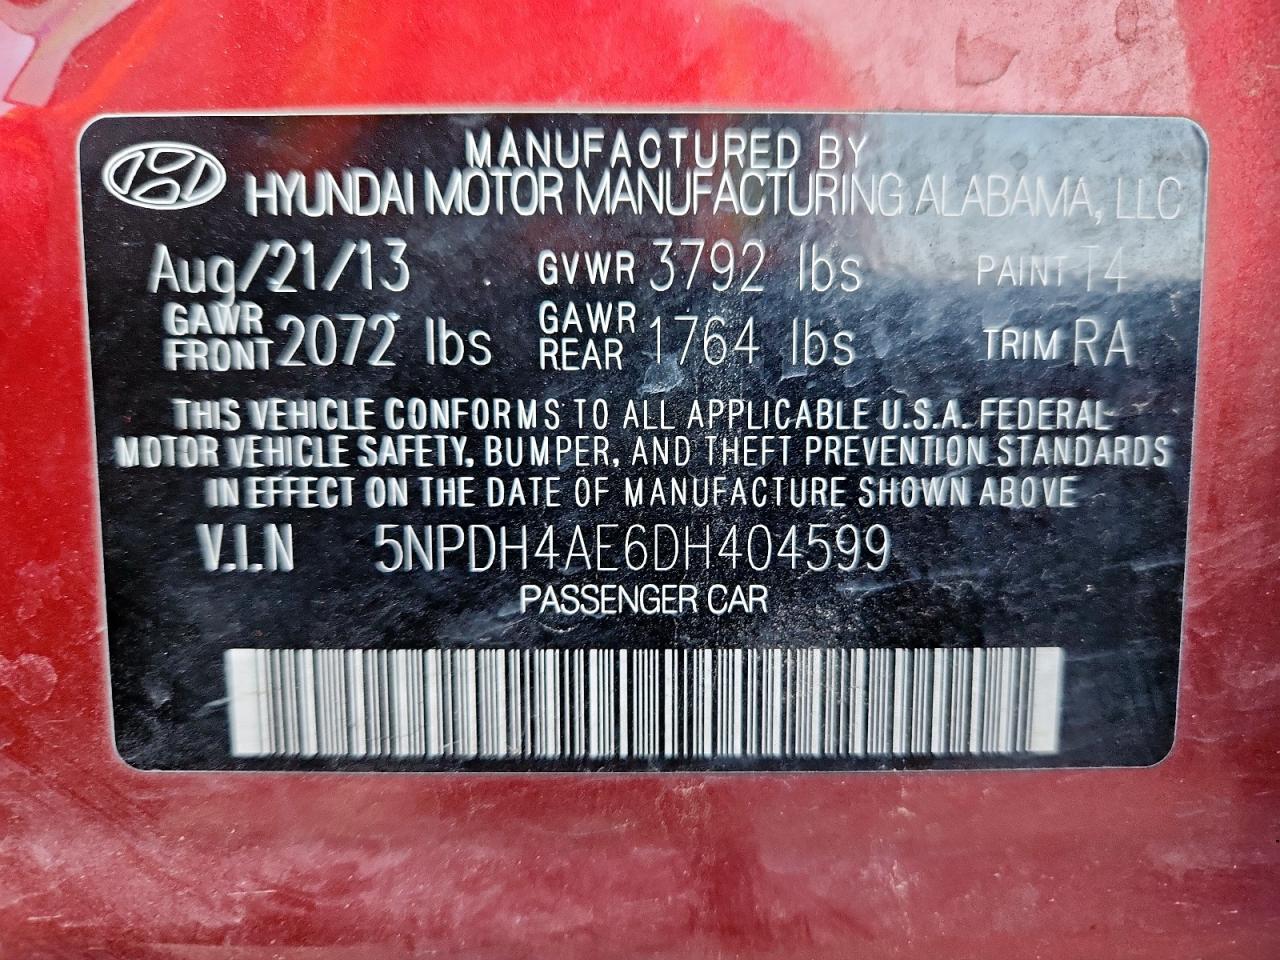 MANUFACTURED BY
HYUNDAI MOTOR MANUFACTURING ALABAMA, LLC
Aug/21/13 GVWR 3792 lbs PAINT T4
GAWR FRONT 2072 lbs GAWR REAR 1764 lbs TRIM RA
THIS VEHICLE CONFORMS TO ALL APPLICABLE U.S.A. FEDERAL
MOTOR VEHICLE SAFETY, BUMPER, AND THEFT PREVENTION STANDARDS
IN EFFECT ON THE DATE OF MANUFACTURE SHOWN ABOVE
V.I.N 5NPDH4AE6DH404599
PASSENGER CAR